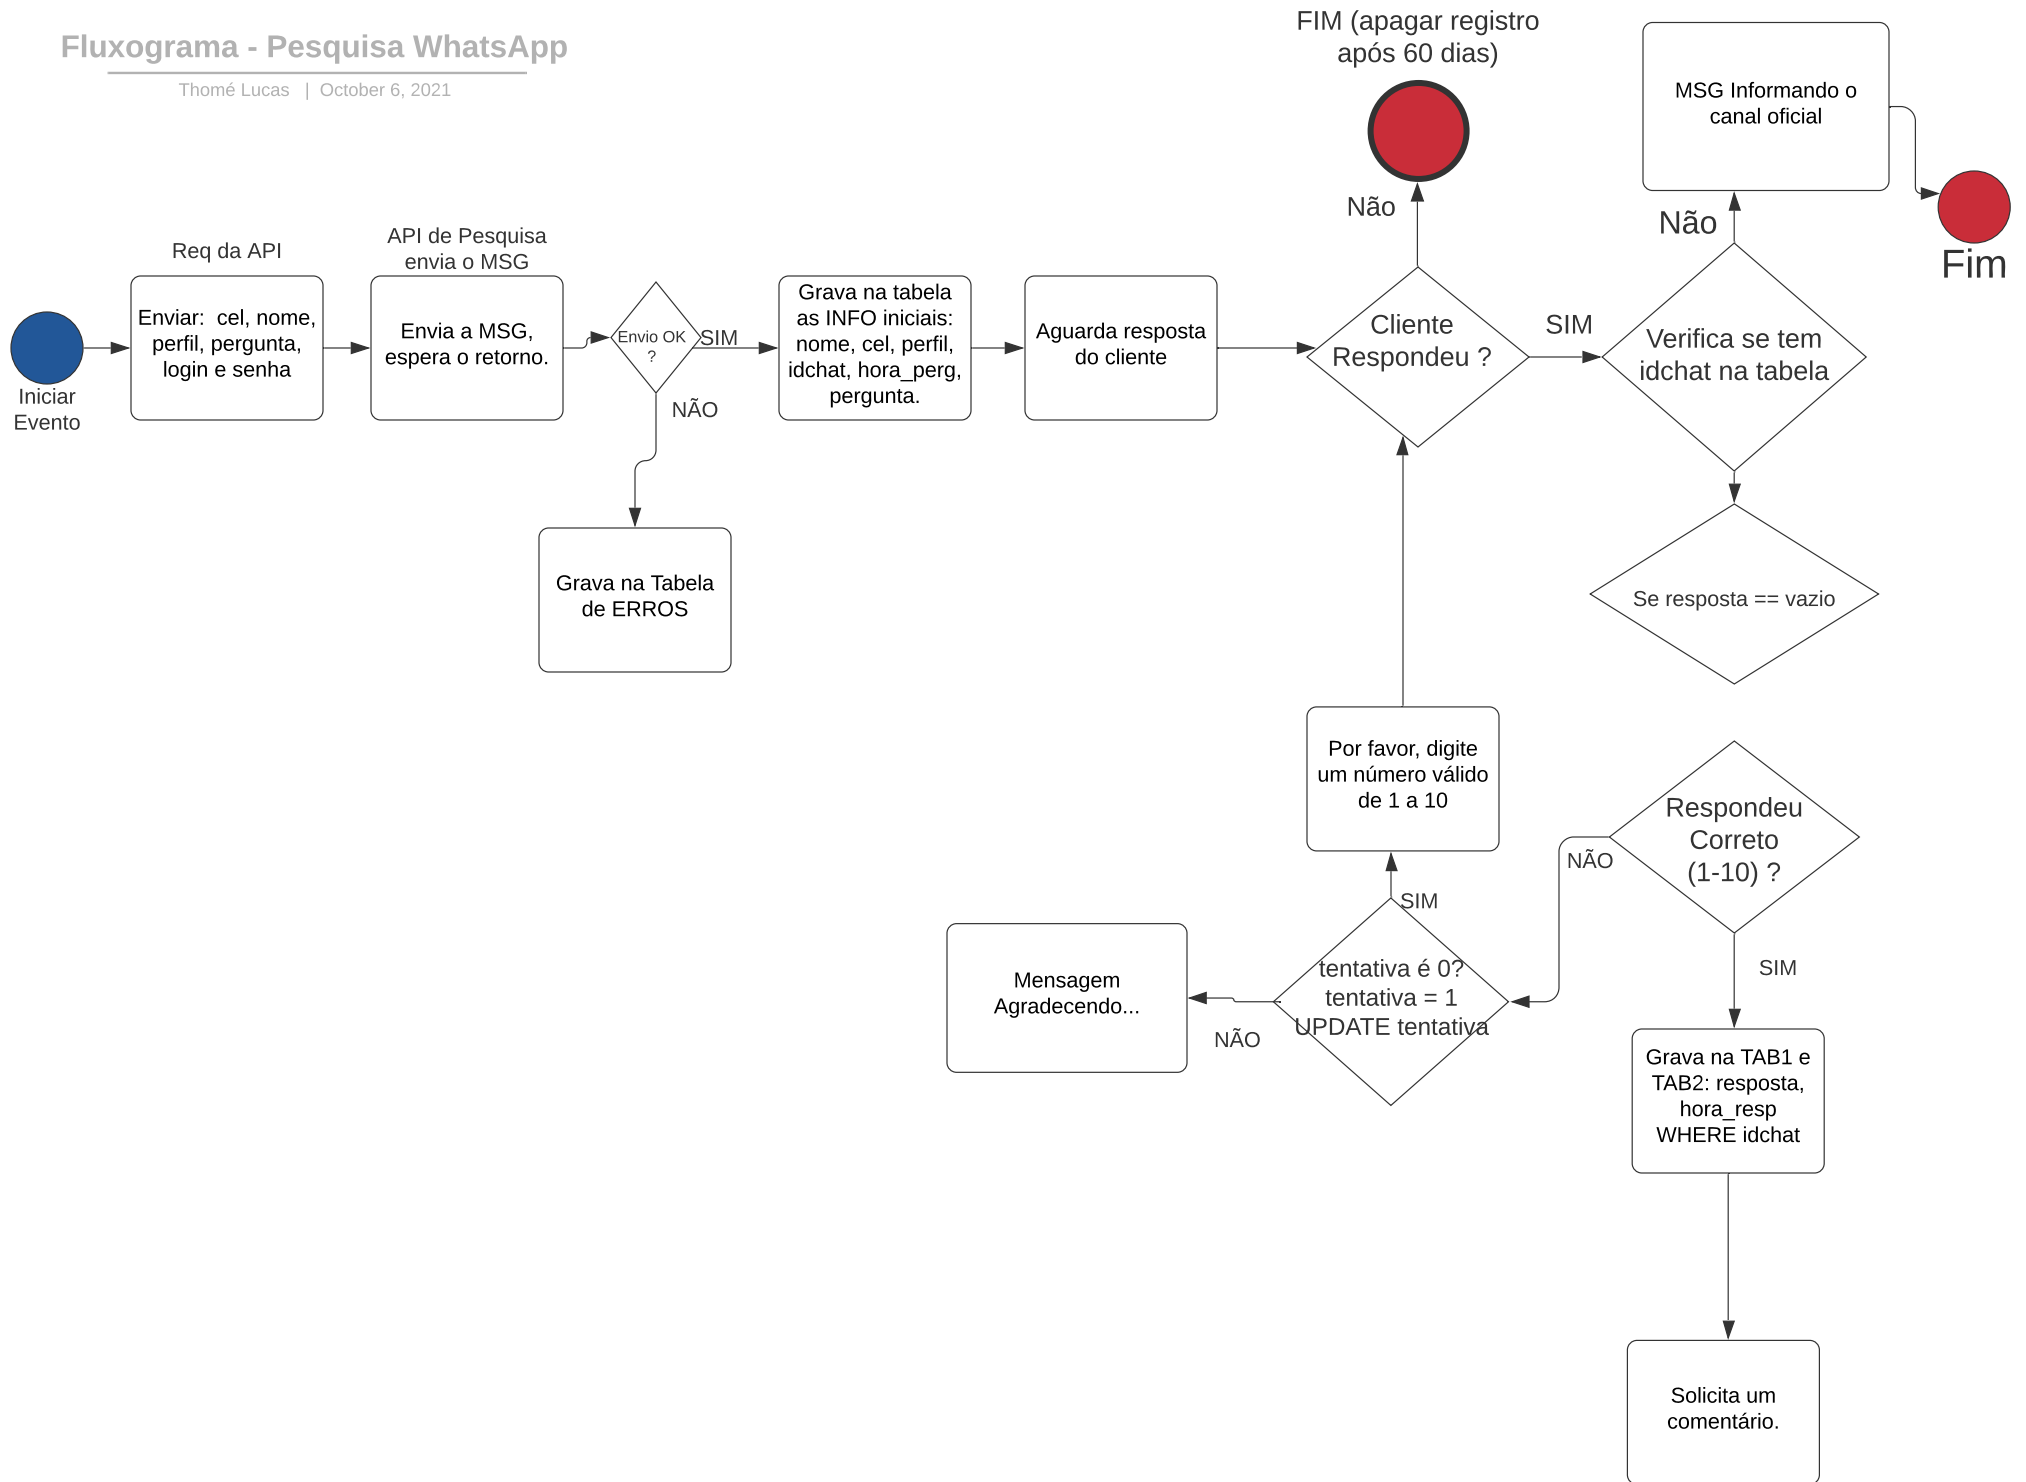 Fluxograma - Pesquisa WhatsApp
Thomé Lucas | October 6, 2021
FIM (apagar registro
após 60 dias)
MSG Informando o
canal oficial
Não
Não
Fim
Req da API
API de Pesquisa
envia o MSG
Iniciar
Evento
Enviar: cel, nome,
perfil, pergunta,
login e senha
Envia a MSG,
espera o retorno.
Envio OK
?
SIM
NÃO
Grava na tabela
as INFO iniciais:
nome, cel, perfil,
idchat, hora_perg,
pergunta.
Aguarda resposta
do cliente
Cliente
Respondeu ?
SIM
Verifica se tem
idchat na tabela
Grava na Tabela
de ERROS
Se resposta == vazio
Por favor, digite
um número válido
de 1 a 10
Respondeu
Correto
(1-10) ?
NÃO
SIM
SIM
Mensagem
Agradecendo...
NÃO
tentativa é 0?
tentativa = 1
UPDATE tentativa
Grava na TAB1 e
TAB2: resposta,
hora_resp
WHERE idchat
Solicita um
comentário.